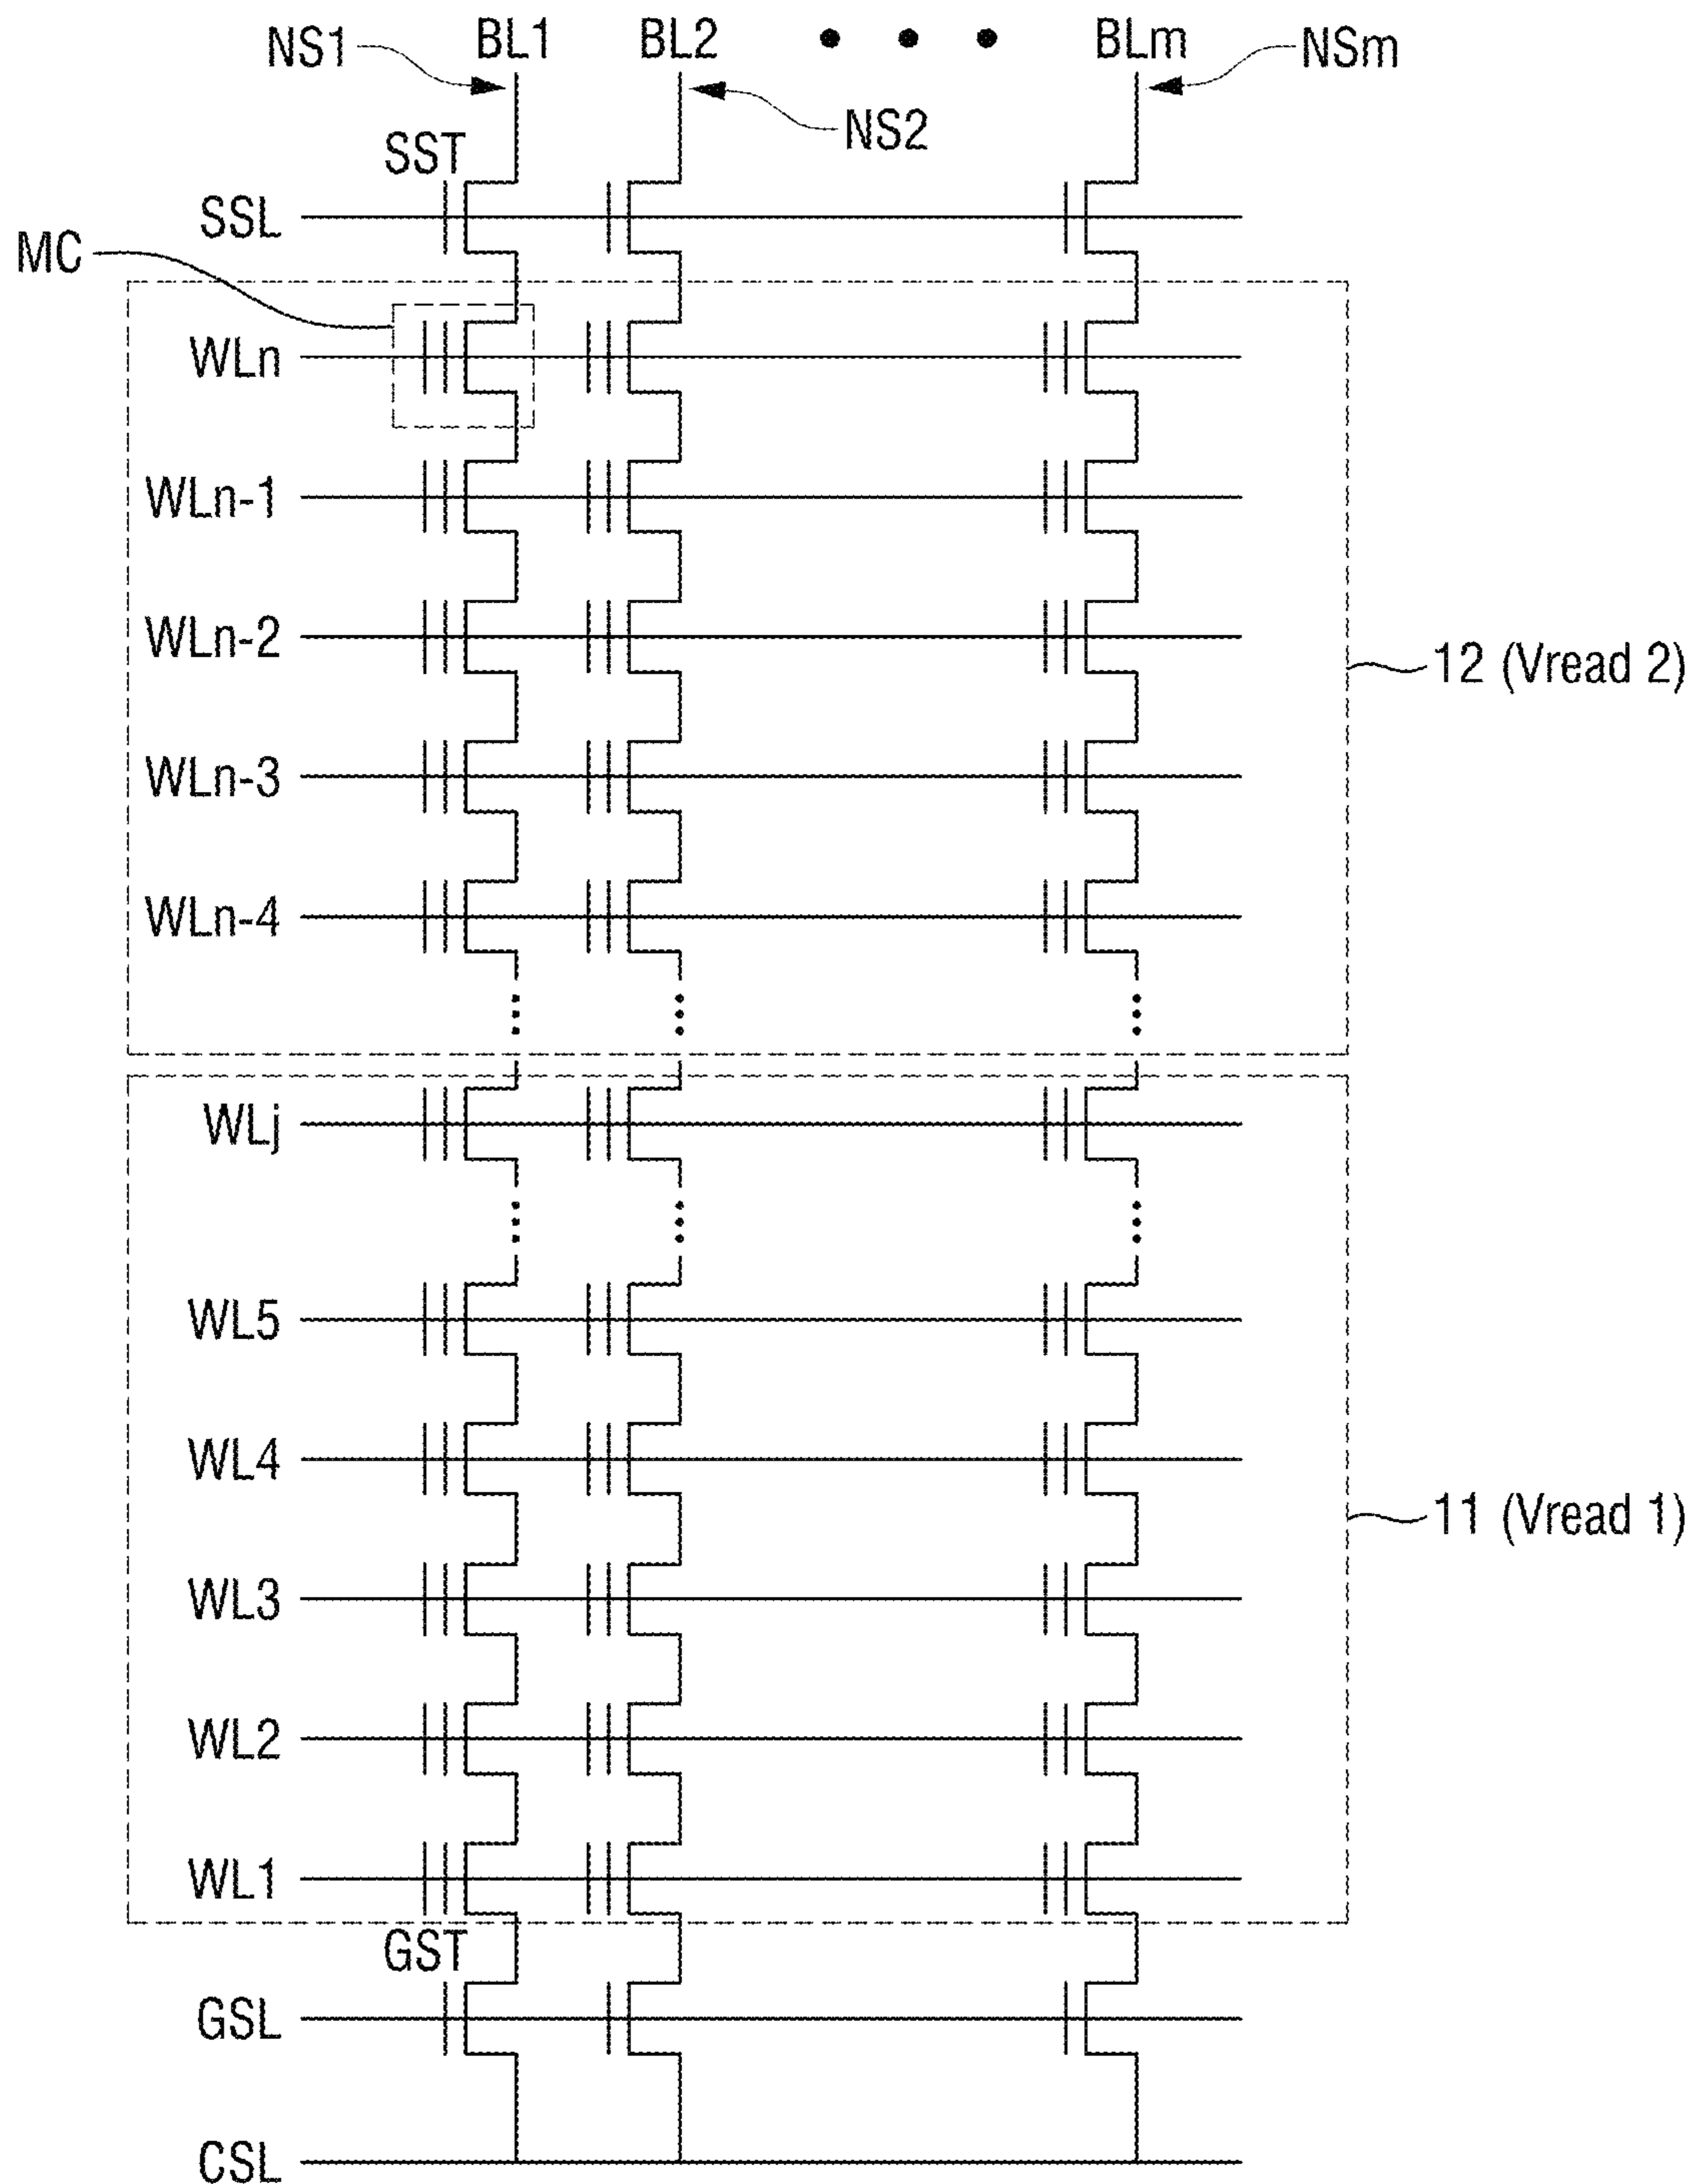 NS1 BL1 BL2 BLm NSm
NS2
SST
SSL
MC
WLn
WLn-1
WLn-2
12 (Vread 2)
WLn-3
WLn-4
WLj
WL5
WL4
11 (Vread 1)
WL3
WL2
WL1
GST
GSL
CSL